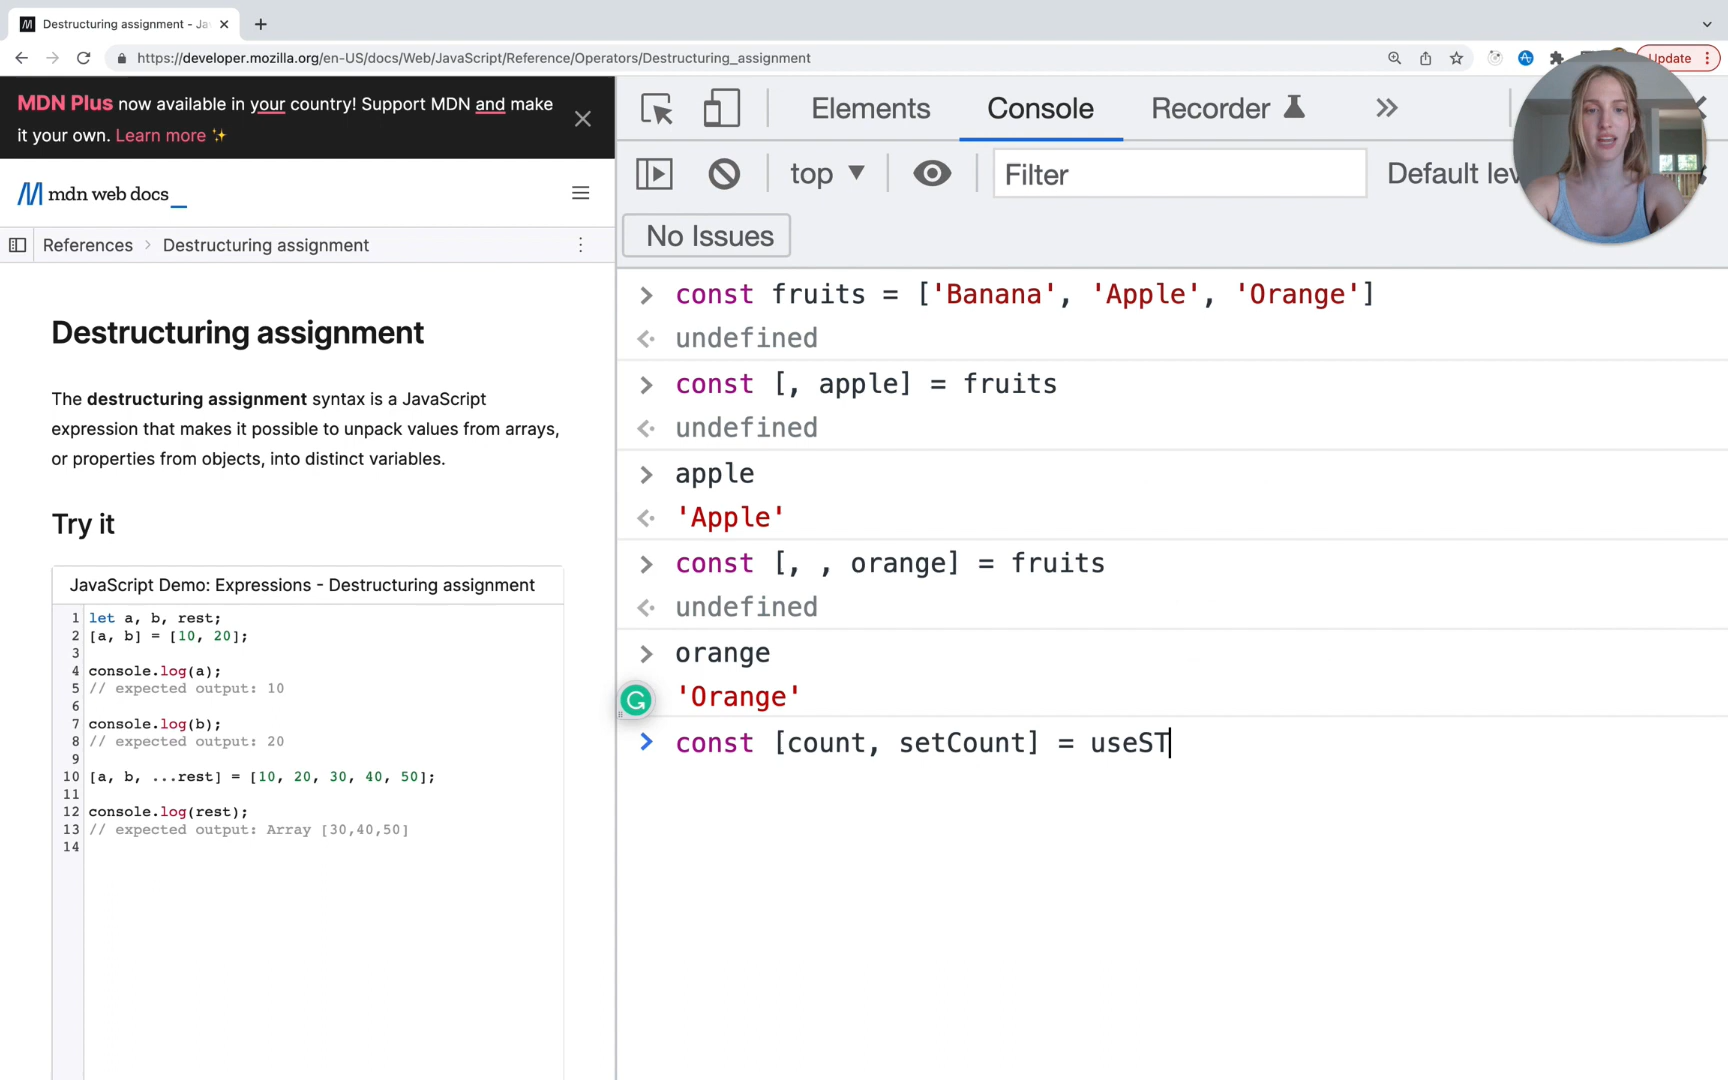 Destructuring assignment - Ja
https://developer.mozilla.org/en-US/docs/Web/JavaScript/Reference/Operators/Destructuring_assignment
Update
MDN Plus now available in your country! Support MDN and make
it your own. Learn more
mdn web docs_
References > Destructuring assignment
Destructuring assignment
The destructuring assignment syntax is a JavaScript
expression that makes it possible to unpack values from arrays,
or properties from objects, into distinct variables.
Try it
JavaScript Demo: Expressions - Destructuring assignment
1 let a, b, rest;
2 [a, b] = [10, 20];
3
4 console.log(a);
5 // expected output: 10
6
7 console.log(b);
8 // expected output: 20
9
10 [a, b, ...rest] = [10, 20, 30, 40, 50];
11
12 console.log(rest);
13 // expected output: Array [30,40,50]
14
Elements Console Recorder
top Filter Default lev
No Issues
> const fruits = ['Banana', 'Apple', 'Orange']
undefined
> const [, apple] = fruits
undefined
> apple
'Apple'
> const [, , orange] = fruits
undefined
> orange
'Orange'
> const [count, setCount] = useST